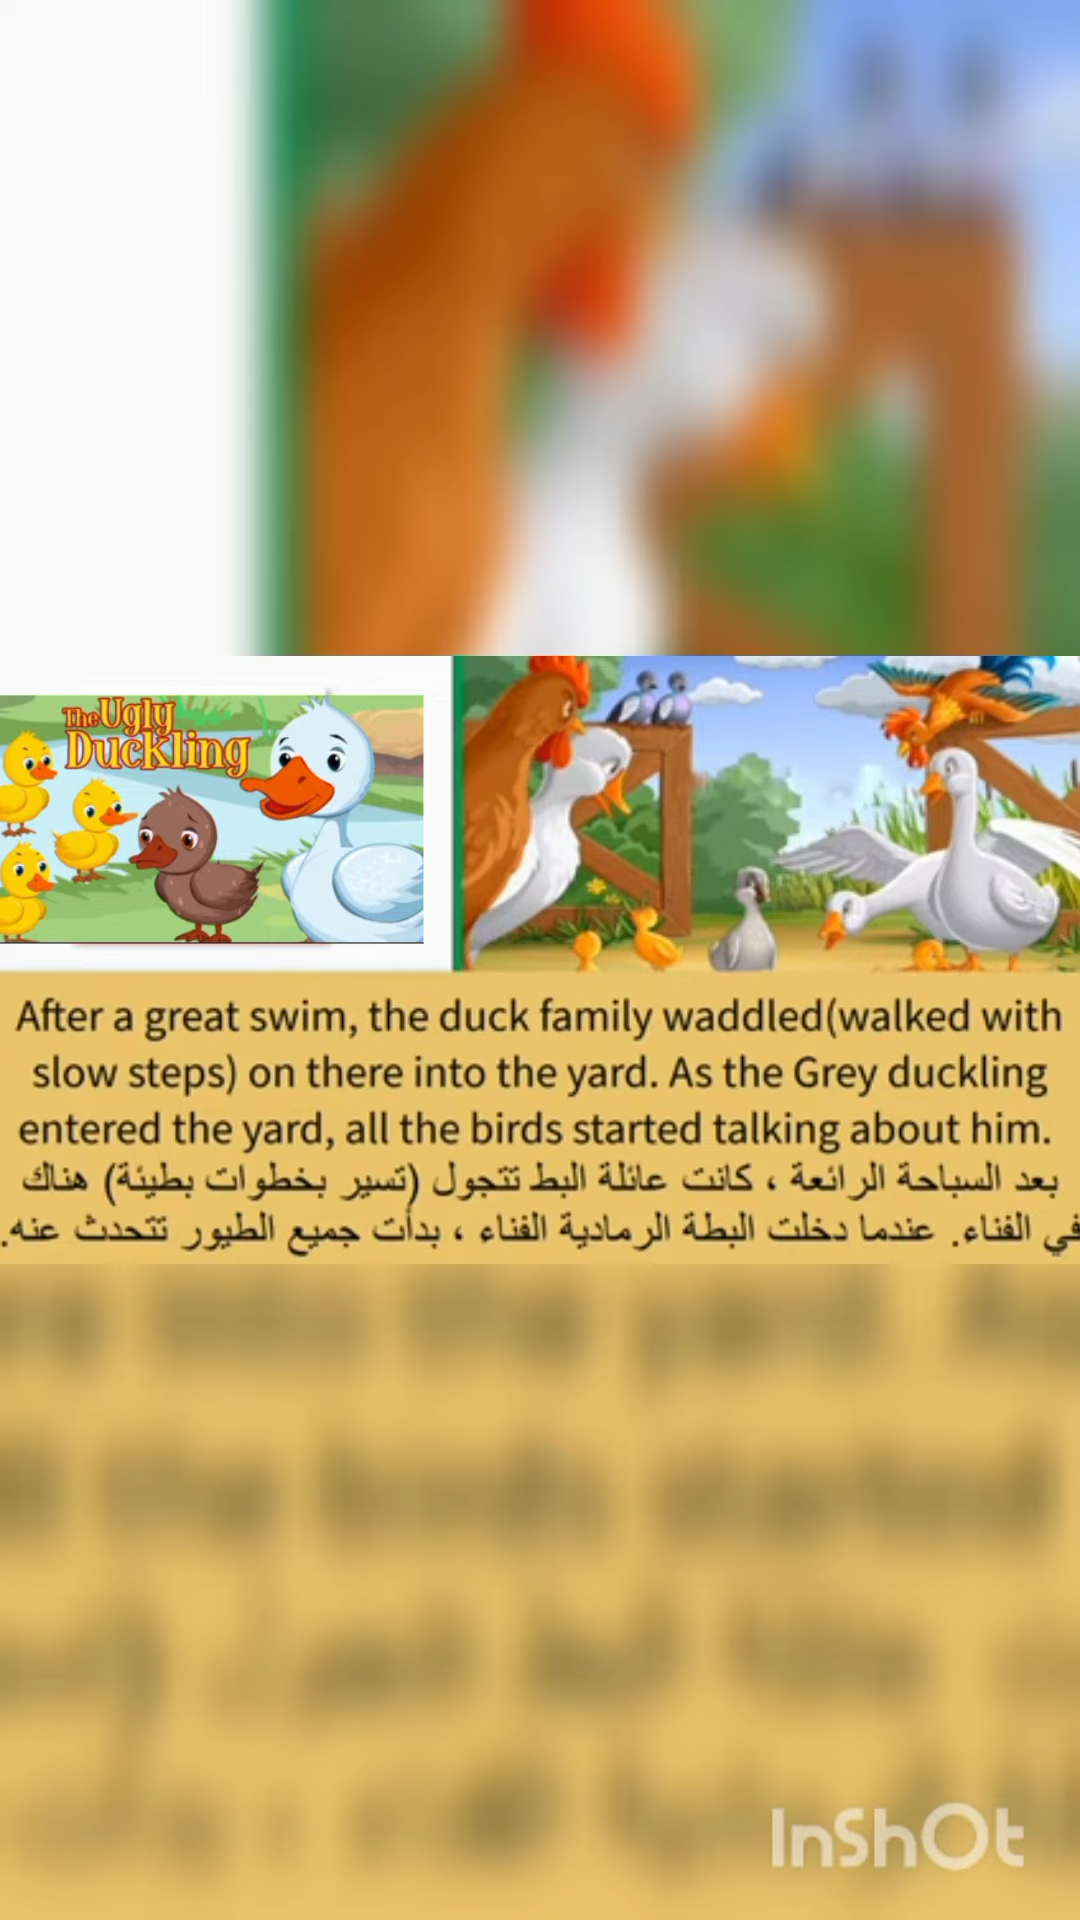 The Ugly
Duckling
After a great swim, the duck family waddled(walked with
slow steps) on there into the yard. As the Grey duckling
entered the yard, all the birds started talking about him.
بعد السباحة الرائعة ، كانت عائلة البط تتجول (تسير بخطوات بطيئة) هناك
في الفناء. عندما دخلت البطة الرمادية الفناء ، بدأت جميع الطيور تتحدث عنه.
InShOt